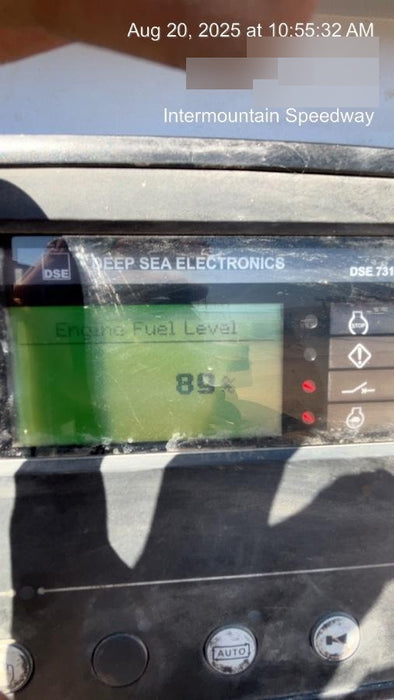 Aug 20, 2025 at 10:55:32 AM
Intermountain Speedway
DSE
DEEP SEA ELECTRONICS
DSE 731
Engine Fuel Level
89%
STOP
AUTO